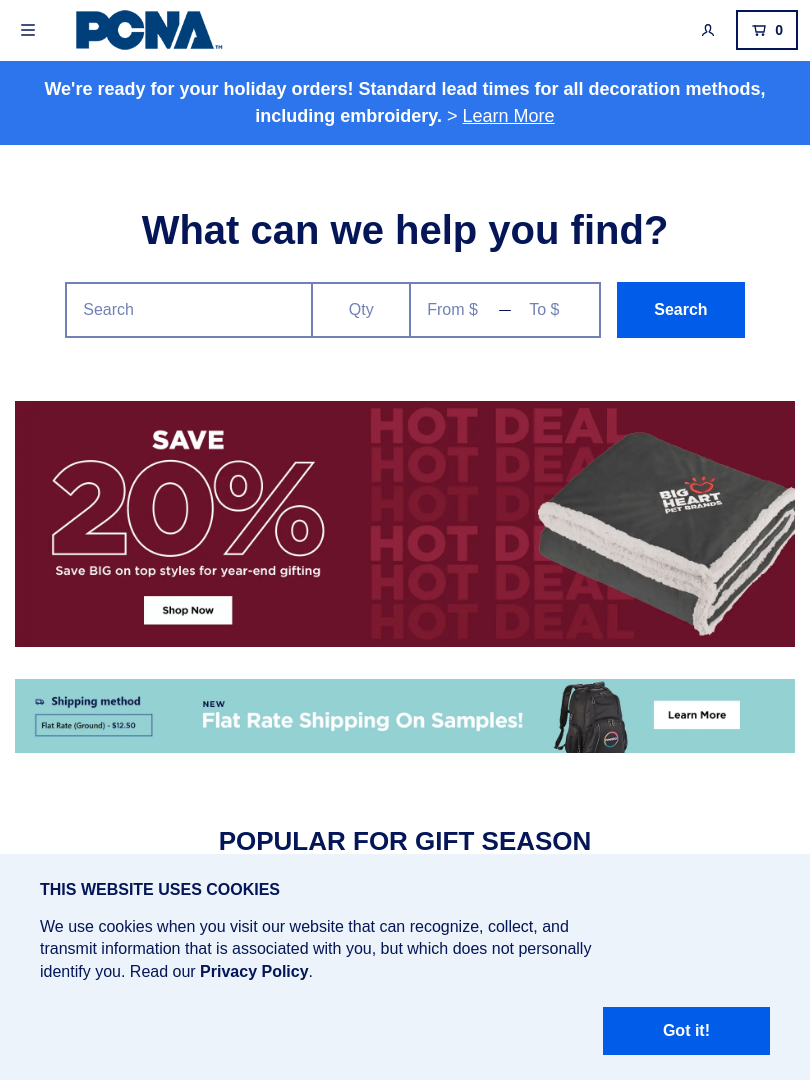 PCNA™
0
We're ready for your holiday orders! Standard lead times for all decoration methods,
including embroidery. > Learn More
What can we help you find?
Search
Qty
From $ — To $
Search
SAVE
20%
Save BIG on top styles for year-end gifting
Shop Now
HOT DEAL
HOT DEAL
HOT DE
HOT DE
HOT DEAL
HOT DEAL
BIG
HEART
PET BRANDS
Shipping method
Flat Rate (Ground) - $12.50
NEW
Flat Rate Shipping On Samples!
Learn More
POPULAR FOR GIFT SEASON
THIS WEBSITE USES COOKIES
We use cookies when you visit our website that can recognize, collect, and
transmit information that is associated with you, but which does not personally
identify you. Read our Privacy Policy.
Got it!